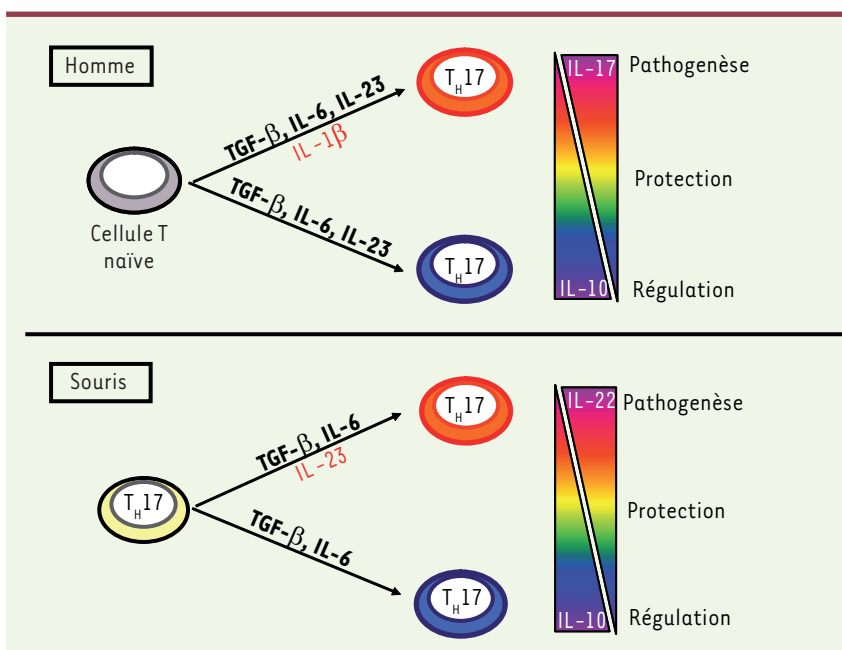 Homme
TGF-β, IL-6, IL-23
IL-1β
TH17
Cellule T
naïve
TGF-β, IL-6, IL-23
TH17
IL-17
Pathogenèse
Protection
IL-10
Régulation
Souris
TH17
TGF-β, IL-6
IL-23
TH17
TGF-β, IL-6
TH17
IL-22
Pathogenèse
Protection
IL-10
Régulation